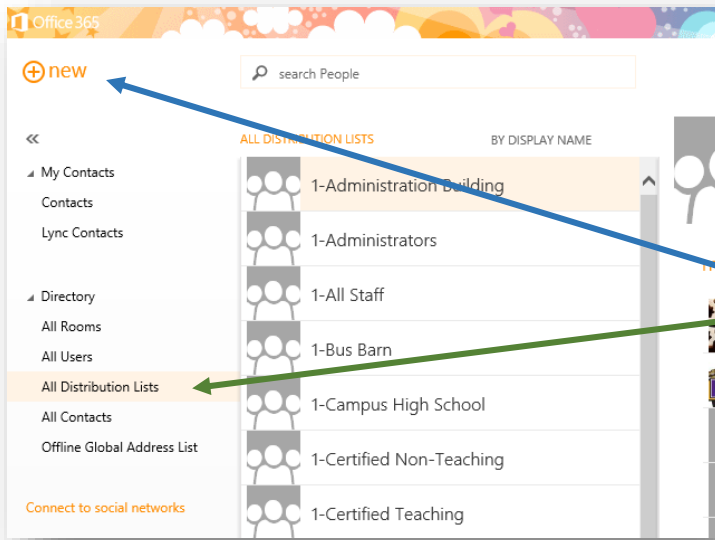 Office 365
new
search People
ALL DISTRIBUTION LISTS
BY DISPLAY NAME
My Contacts
Contacts
Lync Contacts
Directory
All Rooms
All Users
All Distribution Lists
All Contacts
Offline Global Address List
Connect to social networks
1-Administration Building
1-Administrators
1-All Staff
1-Bus Barn
1-Campus High School
1-Certified Non-Teaching
1-Certified Teaching